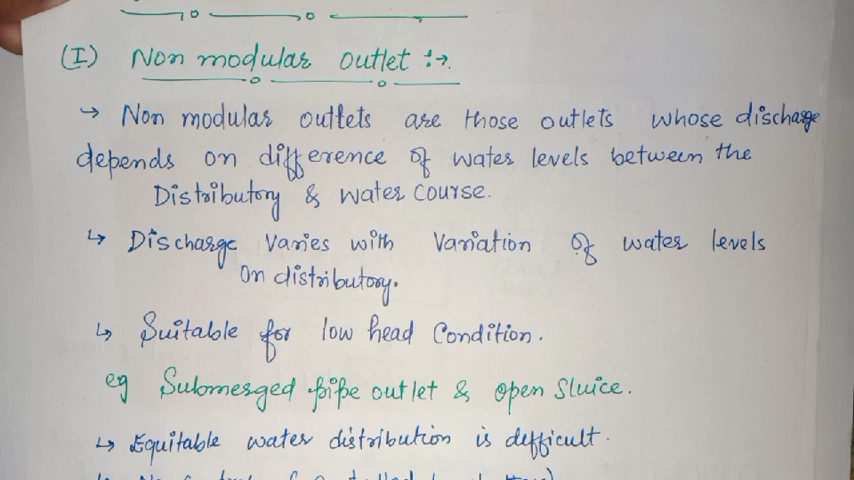 (I) Non modular outlet :→.
→ Non modular outlets are those outlets whose discharge
depends on difference of water levels between the
Distributory & water course.
↳ Discharge varies with variation of water levels
on distributory.
↳ Suitable for low head Condition.
eg Submerged pipe outlet & open Sluice.
↳ Equitable water distribution is difficult.